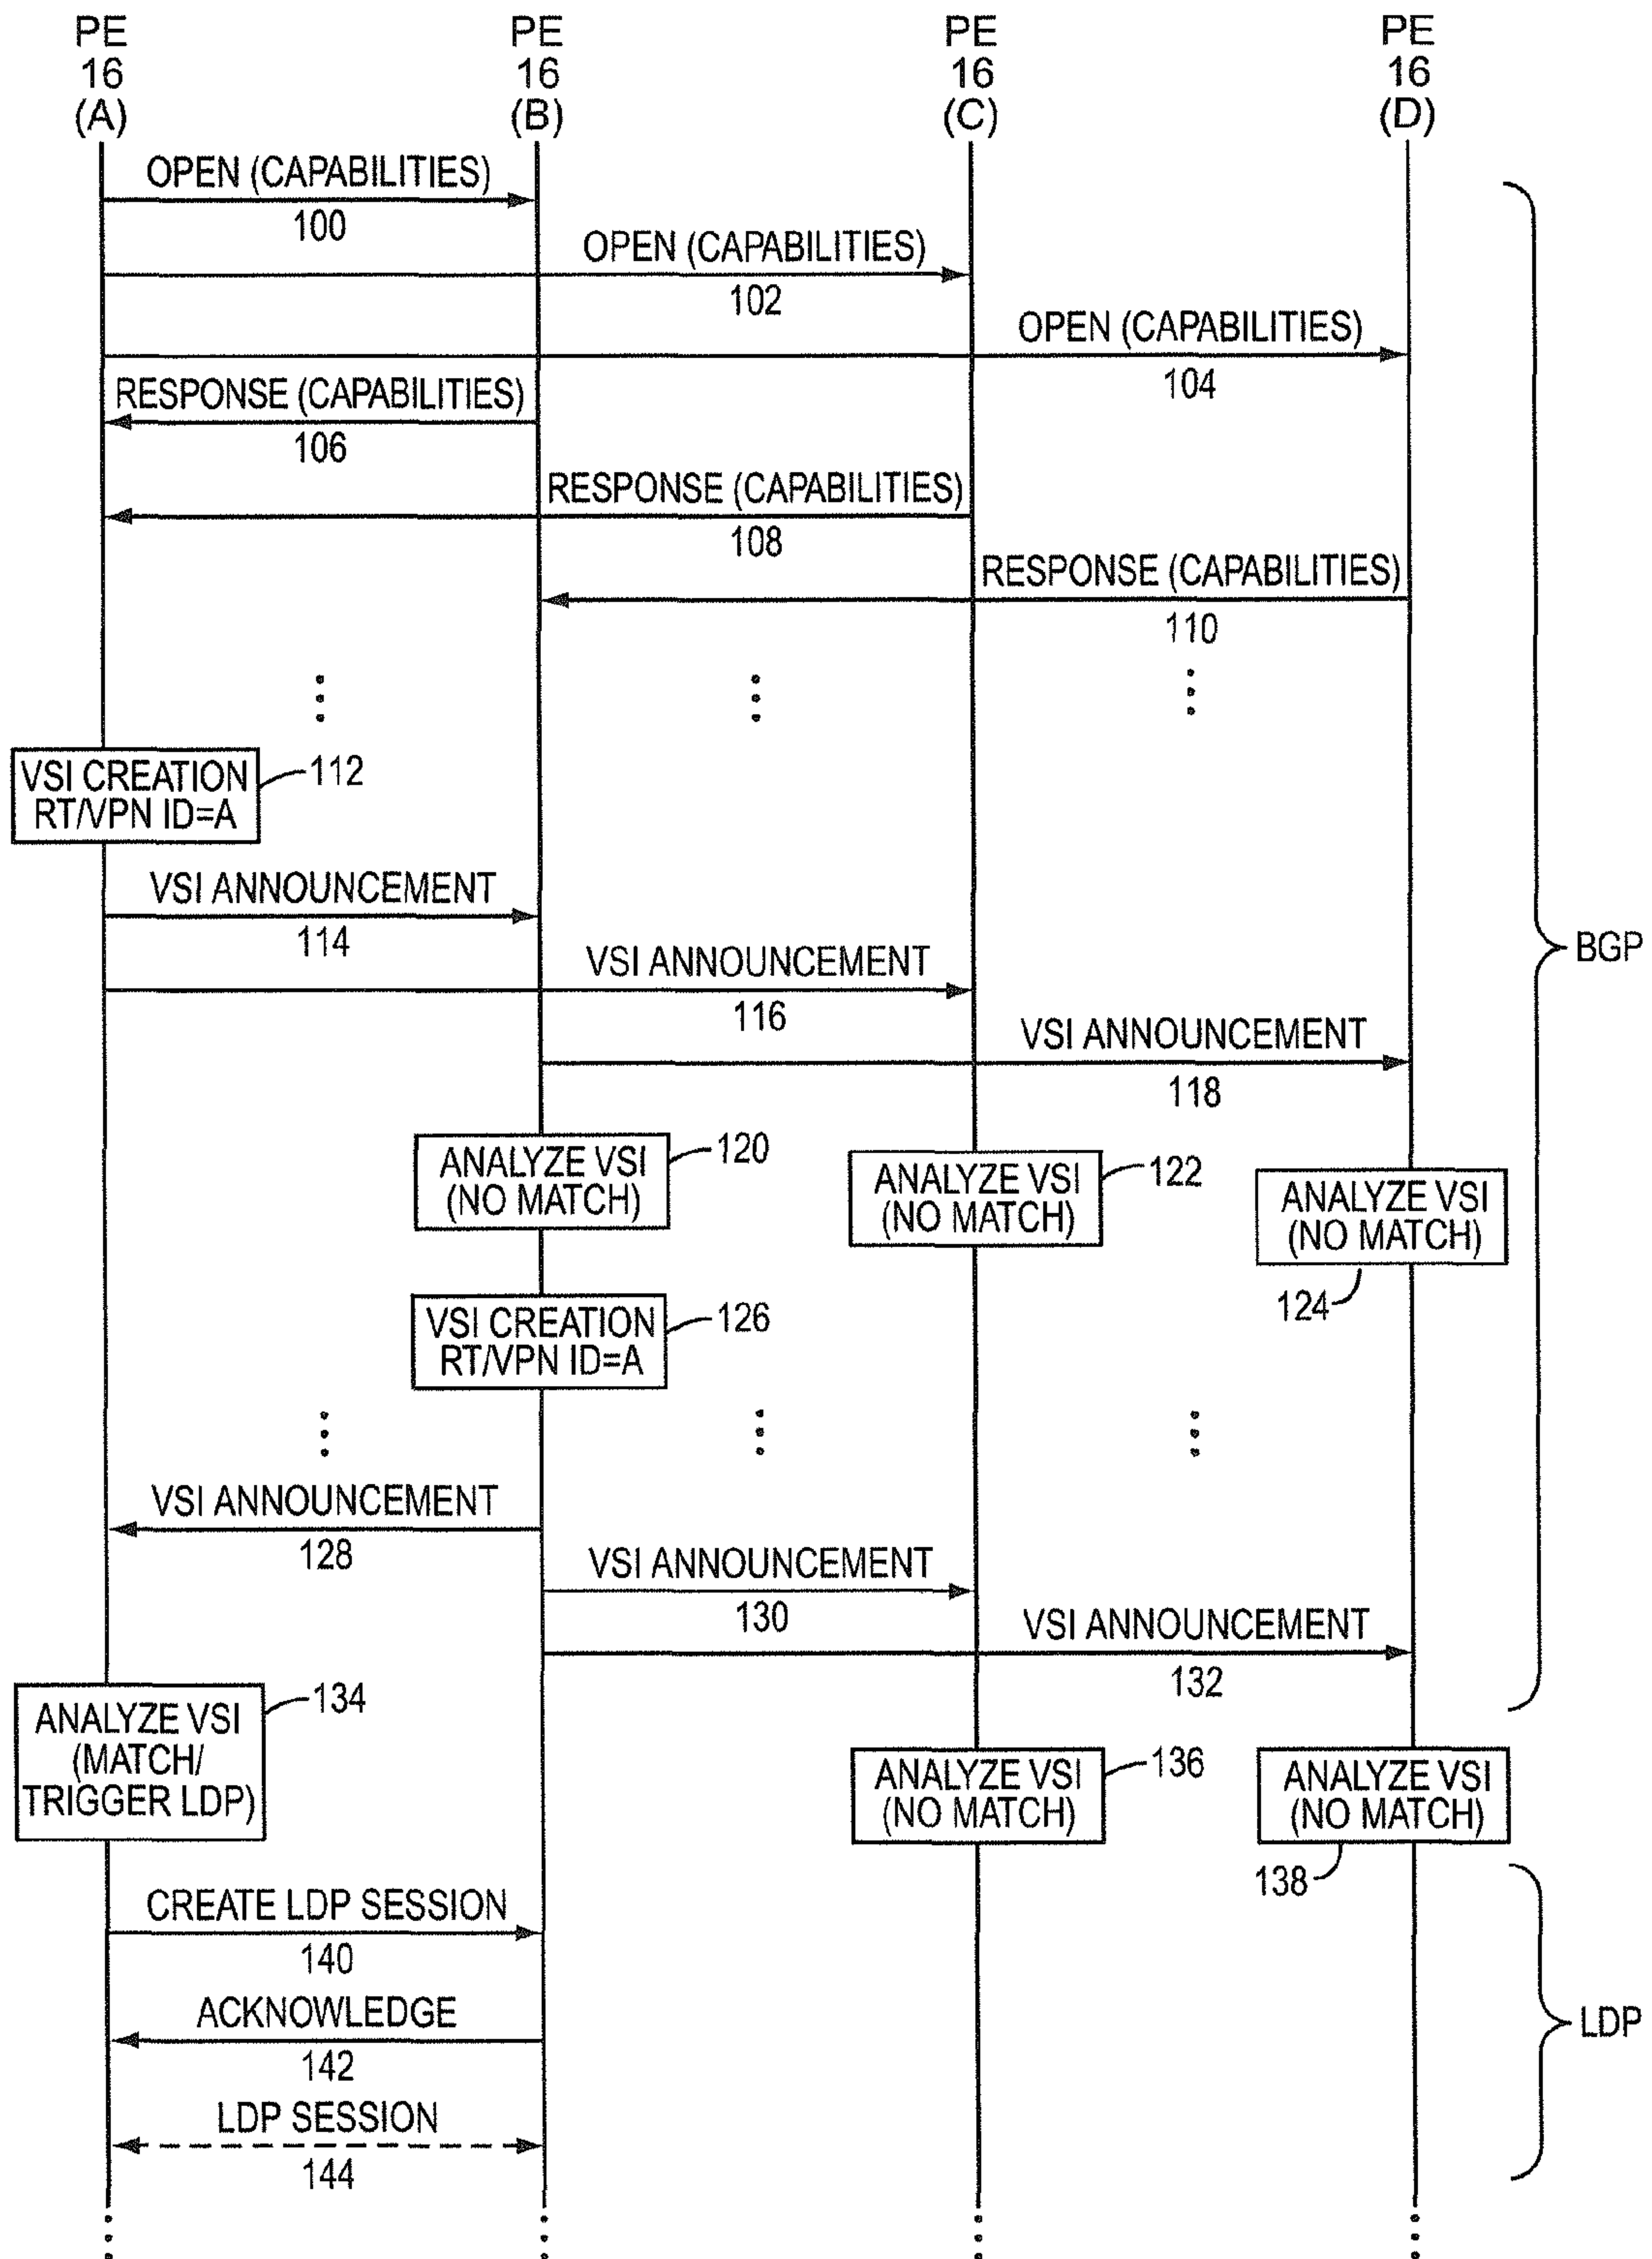 PE
16
(A)
PE
16
(B)
PE
16
(C)
PE
16
(D)
OPEN (CAPABILITIES)
100
OPEN (CAPABILITIES)
102
OPEN (CAPABILITIES)
104
RESPONSE (CAPABILITIES)
106
RESPONSE (CAPABILITIES)
108
RESPONSE (CAPABILITIES)
110
VSI CREATION
RT/VPN ID=A
112
VSI ANNOUNCEMENT
114
BGP
VSI ANNOUNCEMENT
116
VSI ANNOUNCEMENT
118
ANALYZE VSI
(NO MATCH)
120
ANALYZE VSI
(NO MATCH)
122
ANALYZE VSI
(NO MATCH)
124
VSI CREATION
RT/VPN ID=A
126
VSI ANNOUNCEMENT
128
VSI ANNOUNCEMENT
130
VSI ANNOUNCEMENT
132
ANALYZE VSI
(MATCH/
TRIGGER LDP)
134
ANALYZE VSI
(NO MATCH)
136
ANALYZE VSI
(NO MATCH)
138
CREATE LDP SESSION
140
ACKNOWLEDGE
142
LDP
LDP SESSION
144